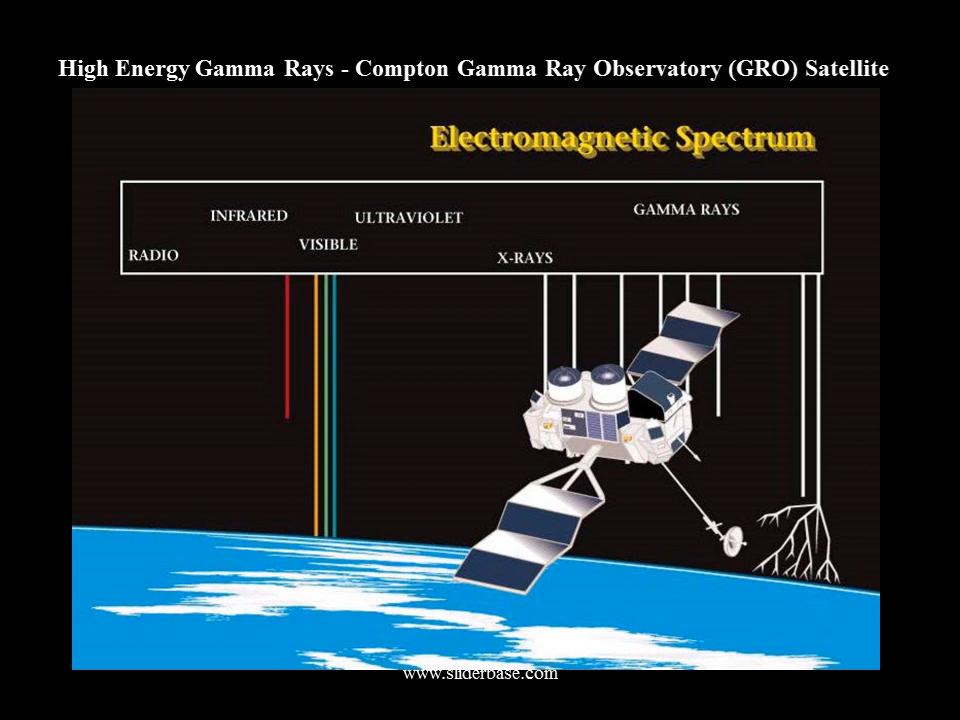 High Energy Gamma Rays - Compton Gamma Ray Observatory (GRO) Satellite
Electromagnetic Spectrum
RADIO
INFRARED
VISIBLE
ULTRAVIOLET
X-RAYS
GAMMA RAYS
www.sliderbase.com